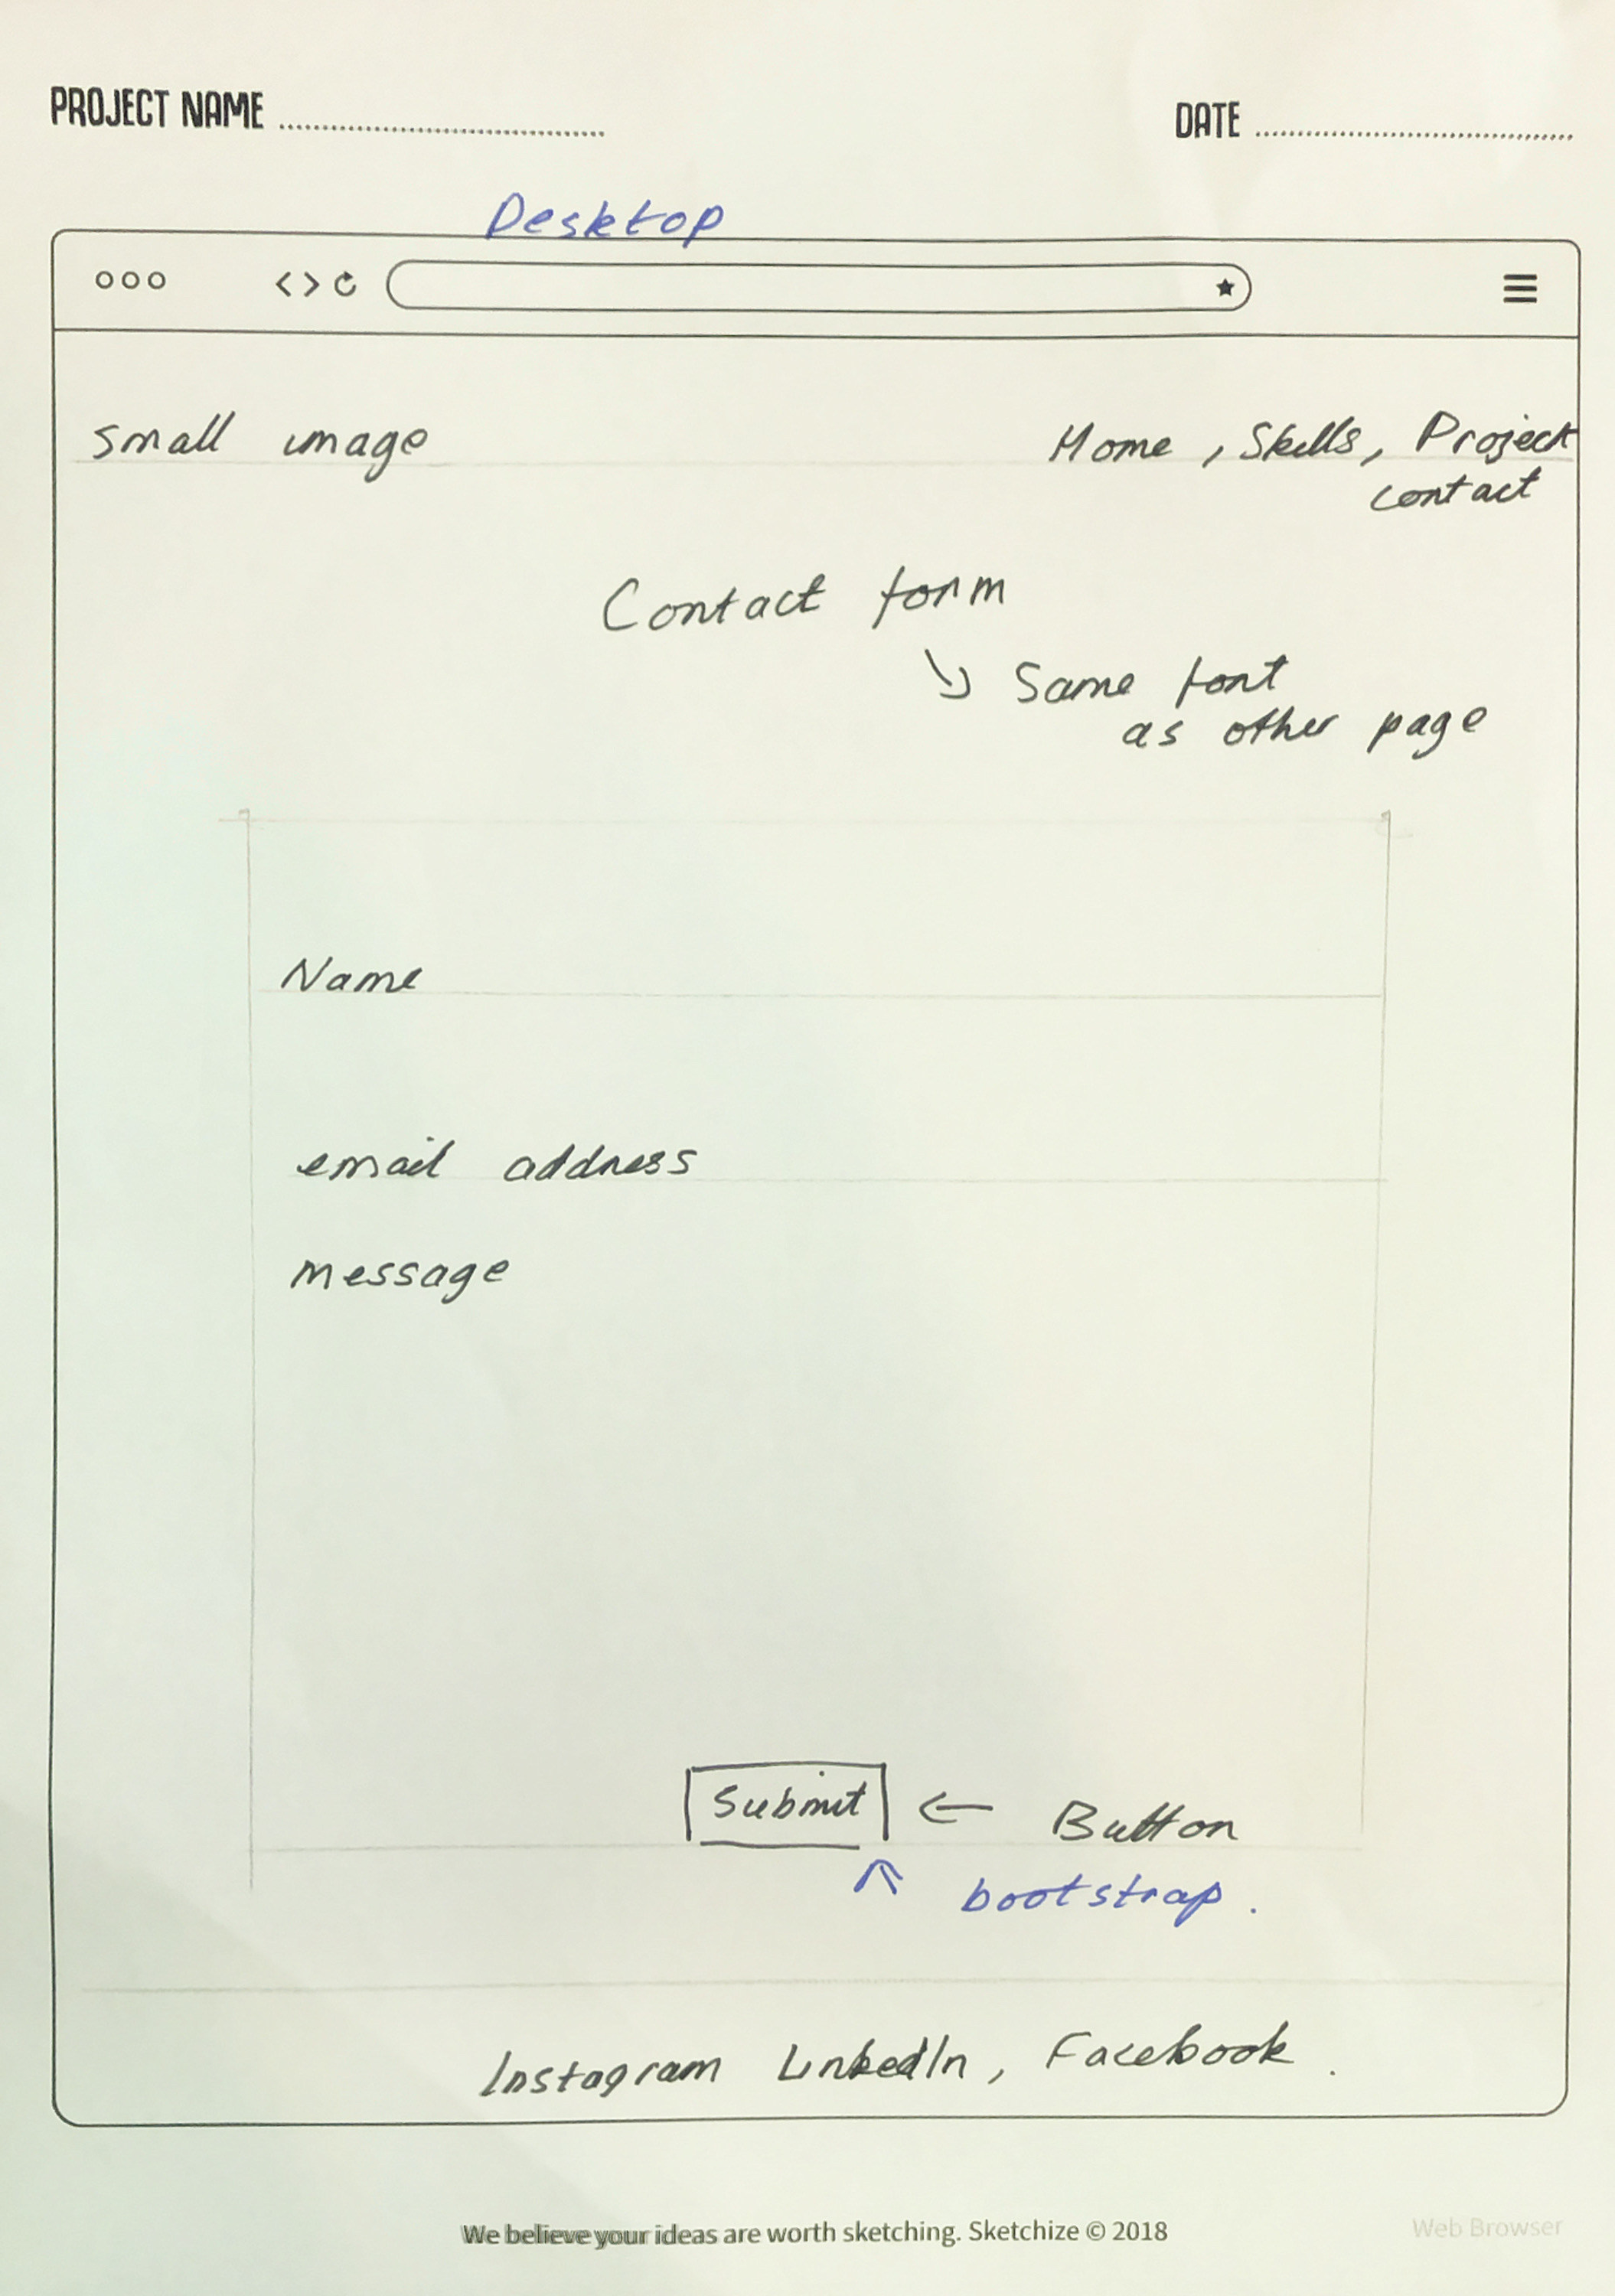 PROJECT NAME
DATE
Desktop
small image
Home, Skills, Project
contact
Contact form
Same font
as other page
Name
email address
message
Submit
Button
bootstrap.
Instagram LinkedIn, Facebook.
We believe your ideas are worth sketching. Sketchize © 2018
Web Browser